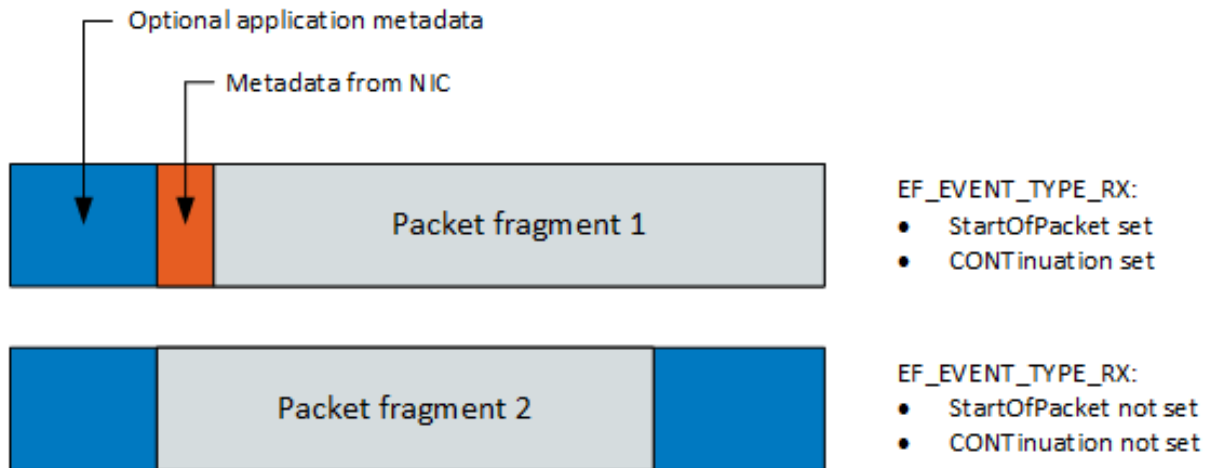 Optional application metadata
Metadata from NIC
Packet fragment 1
EF_EVENT_TYPE_RX:
• StartOfPacket set
• CONTinuation set
Packet fragment 2
EF_EVENT_TYPE_RX:
• StartOfPacket not set
• CONTinuation not set